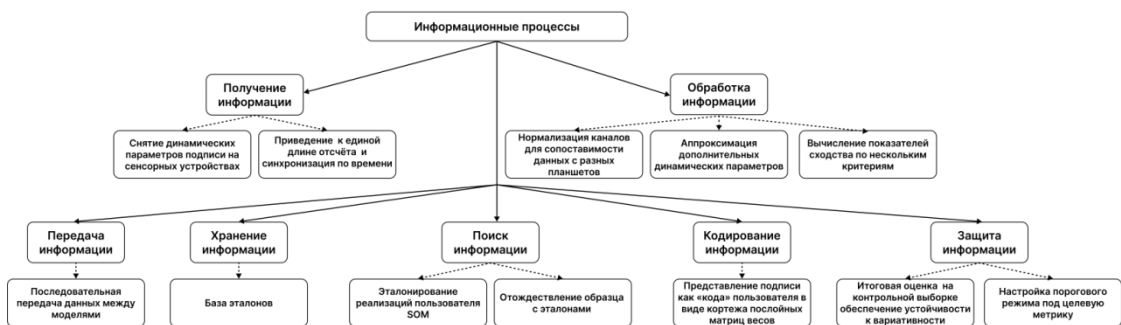 Информационные процессы
Получение
информации
Обработка
информации
Снятие динамических
параметров подписи на
сенсорных устройствах
Приведение к единой
длине отсчёта и
синхронизация по времени
Нормализация каналов
для сопоставимости
данных с разных
планшетов
Аппроксимация
дополнительных
динамических параметров
Вычисление показателей
сходства по нескольким
критериям
Передача
информации
Хранение
информации
Поиск
информации
Кодирование
информации
Защита
информации
Последовательная
передача данных между
моделями
База эталонов
Эталонирование
реализаций пользователя
SOM
Отождествление образца
с эталонами
Представление подписи
как «кода» пользователя в
виде кортежа послойных
матриц весов
Итоговая оценка на
контрольной выборке
обеспечение устойчивости
к вариативности
Настройка порогового
режима под целевую
метрику